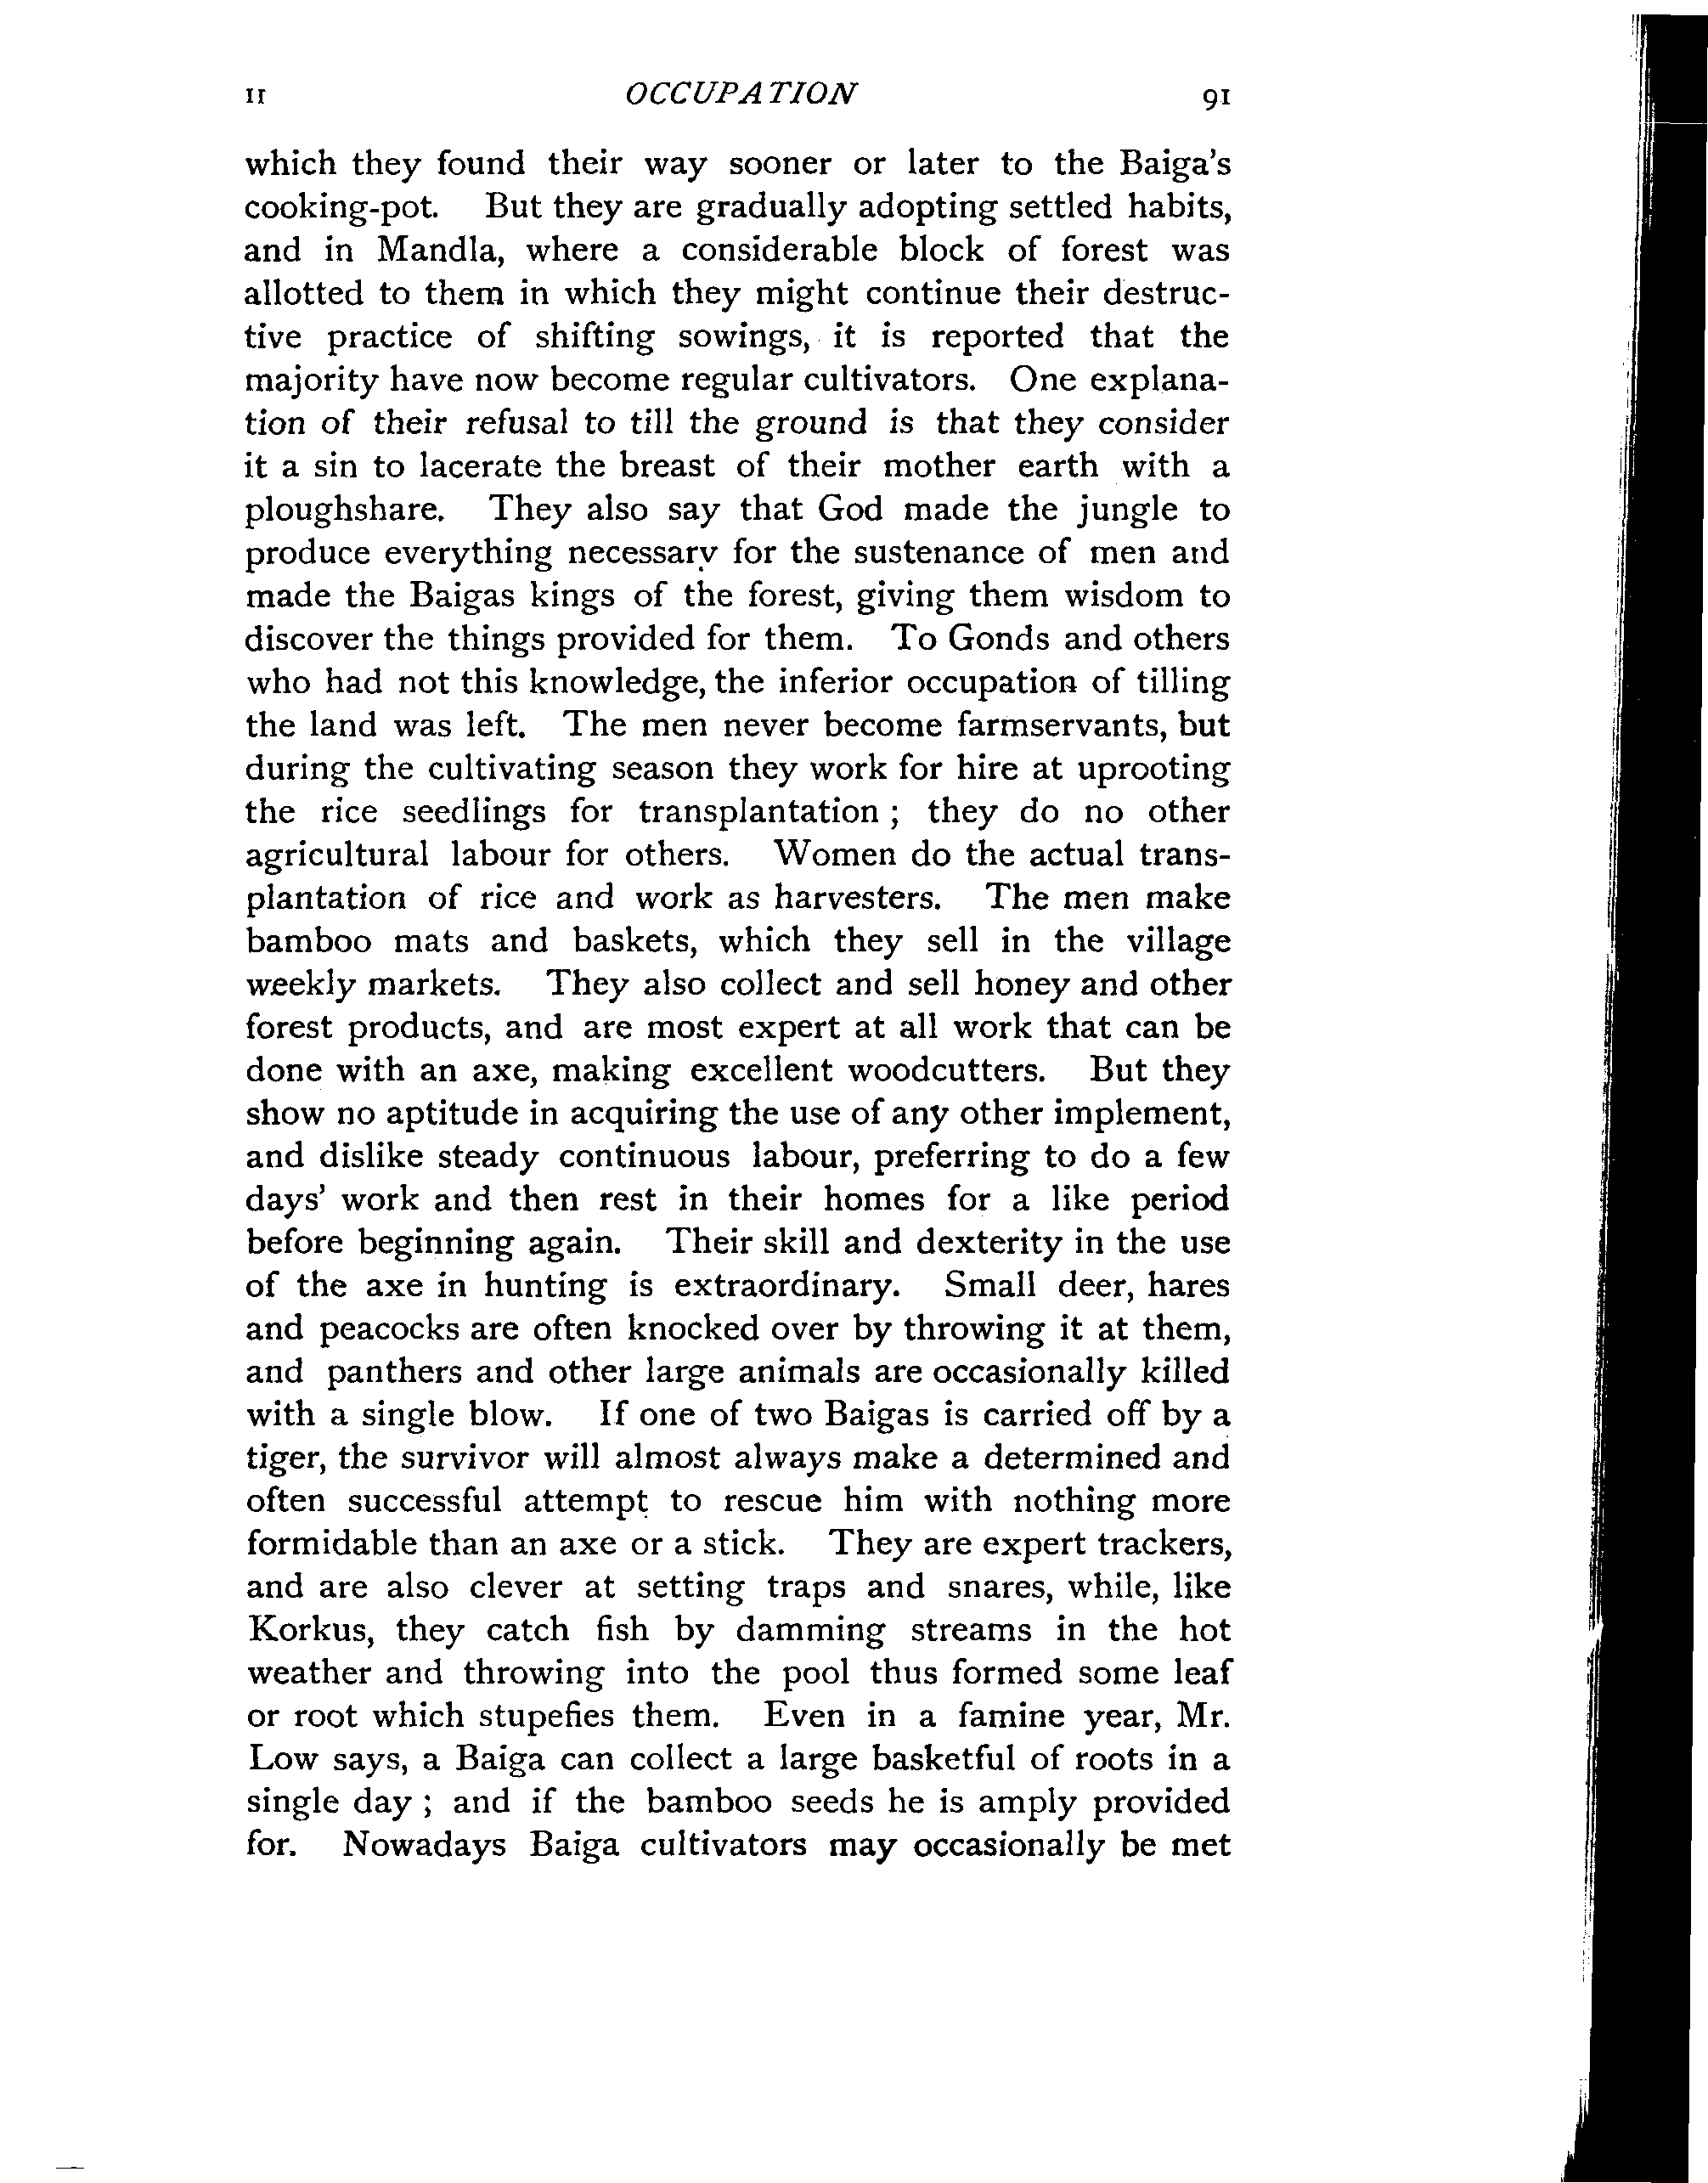 II OCCUPATION 91
which they found their way sooner or later to the Baiga's
cooking-pot. But they are gradually adopting settled habits,
and in Mandla, where a considerable block of forest was
allotted to them in which they might continue their destruc-
tive practice of shifting sowings, it is reported that the
majority have now become regular cultivators. One explana-
tion of their refusal to till the ground is that they consider
it a sin to lacerate the breast of their mother earth with a
ploughshare. They also say that God made the jungle to
produce everything necessary for the sustenance of men and
made the Baigas kings of the forest, giving them wisdom to
discover the things provided for them. To Gonds and others
who had not this knowledge, the inferior occupation of tilling
the land was left. The men never become farmservants, but
during the cultivating season they work for hire at uprooting
the rice seedlings for transplantation ; they do no other
agricultural labour for others. Women do the actual trans-
plantation of rice and work as harvesters. The men make
bamboo mats and baskets, which they sell in the village
weekly markets. They also collect and sell honey and other
forest products, and are most expert at all work that can be
done with an axe, making excellent woodcutters. But they
show no aptitude in acquiring the use of any other implement,
and dislike steady continuous labour, preferring to do a few
days' work and then rest in their homes for a like period
before beginning again. Their skill and dexterity in the use
of the axe in hunting is extraordinary. Small deer, hares
and peacocks are often knocked over by throwing it at them,
and panthers and other large animals are occasionally killed
with a single blow. If one of two Baigas is carried off by a
tiger, the survivor will almost always make a determined and
often successful attempt to rescue him with nothing more
formidable than an axe or a stick. They are expert trackers,
and are also clever at setting traps and snares, while, like
Korkus, they catch fish by damming streams in the hot
weather and throwing into the pool thus formed some leaf
or root which stupefies them. Even in a famine year, Mr.
Low says, a Baiga can collect a large basketful of roots in a
single day ; and if the bamboo seeds he is amply provided
for. Nowadays Baiga cultivators may occasionally be met